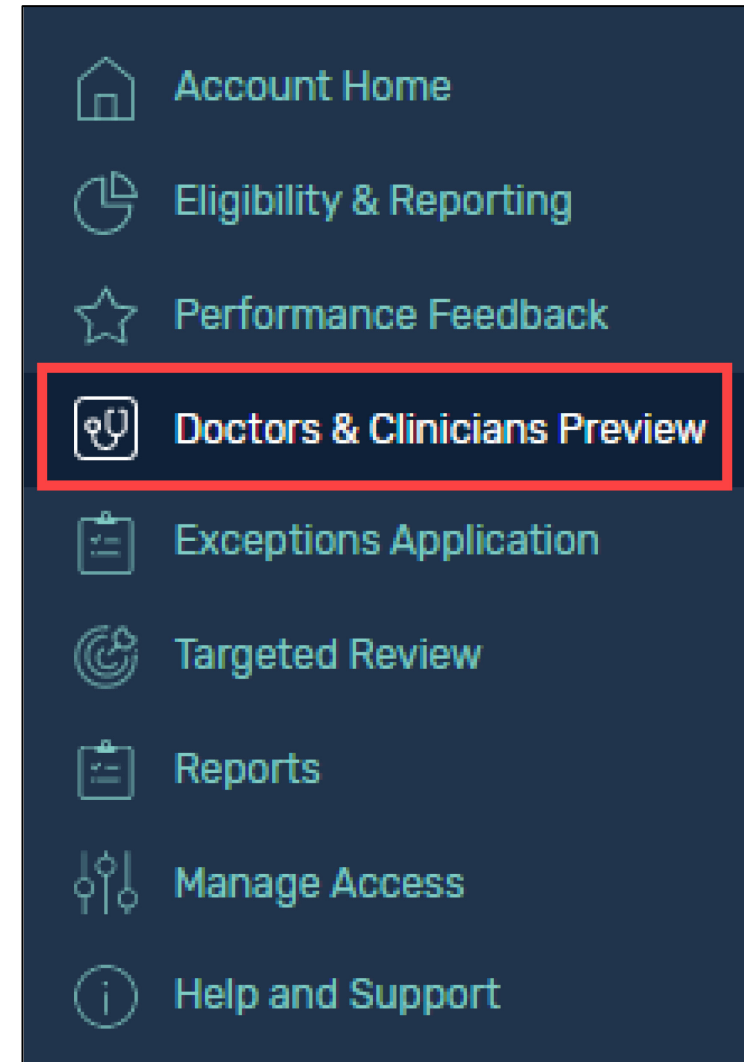 Account Home
Eligibility & Reporting
Performance Feedback
Doctors & Clinicians Preview
Exceptions Application
Targeted Review
Reports
Manage Access
Help and Support